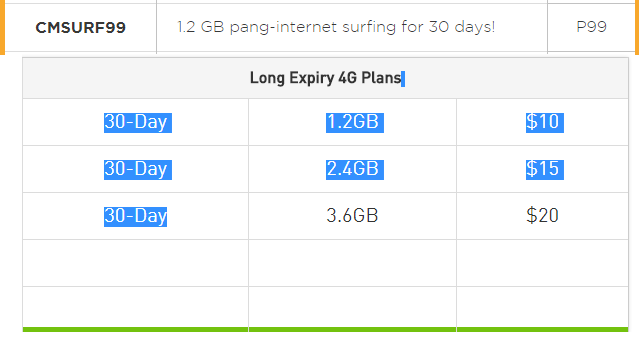 CMSURF99 1.2 GB pang-internet surfing for 30 days! P99
Long Expiry 4G Plans
30-Day 1.2GB $10
30-Day 2.4GB $15
30-Day 3.6GB $20